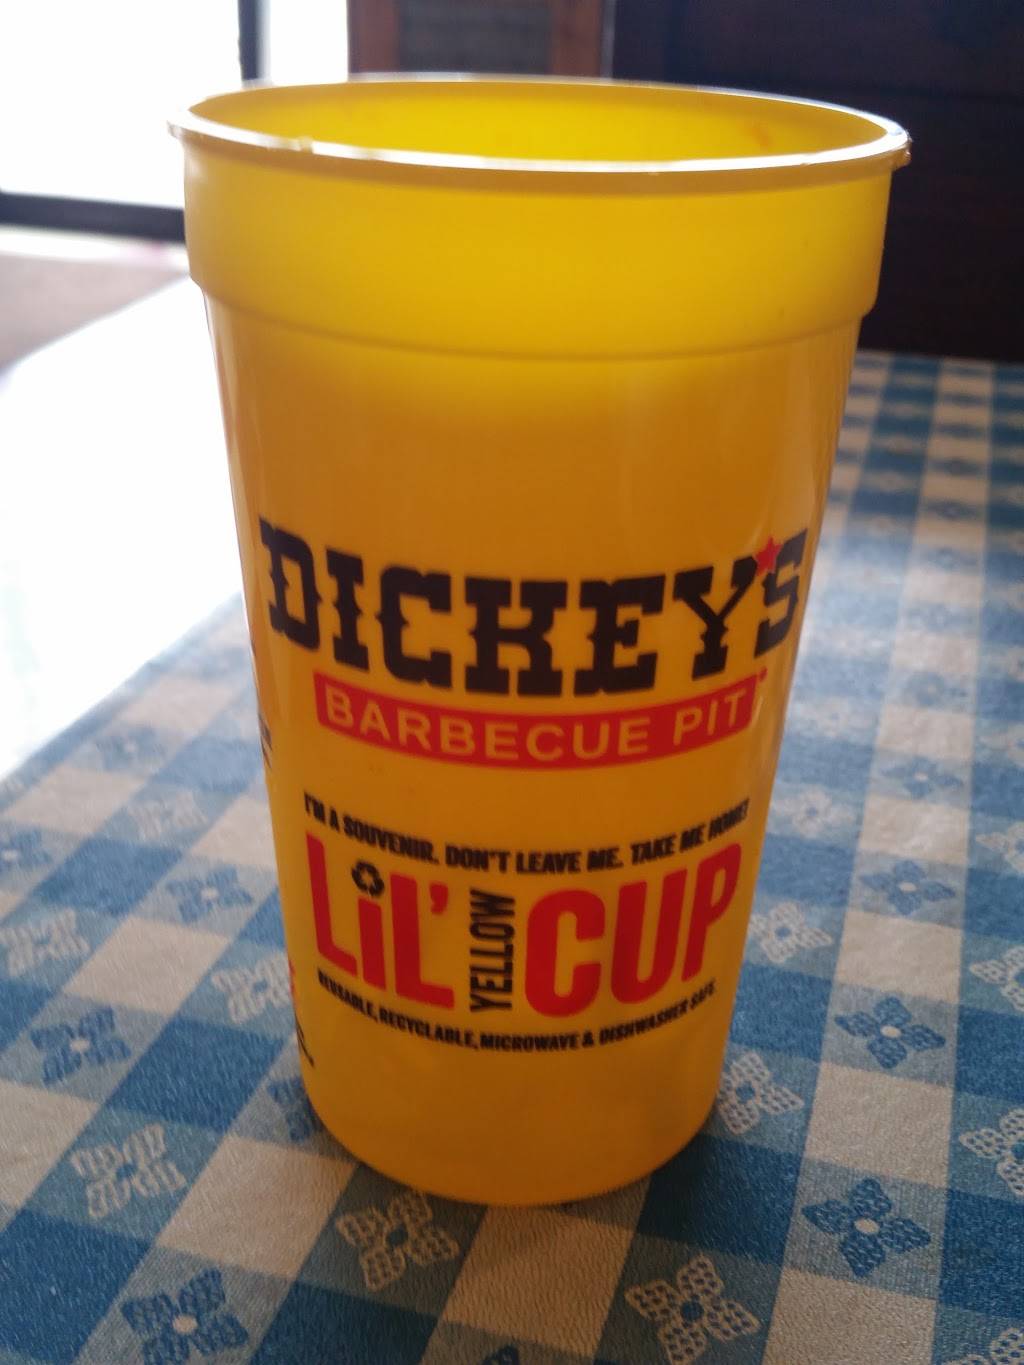 DICKEY'S
BARBECUE PIT
I'M A SOUVENIR. DON'T LEAVE ME. TAKE ME HOME!
LIL' YELLOW CUP
REUSABLE, RECYCLABLE, MICROWAVE & DISHWASHER SAFE